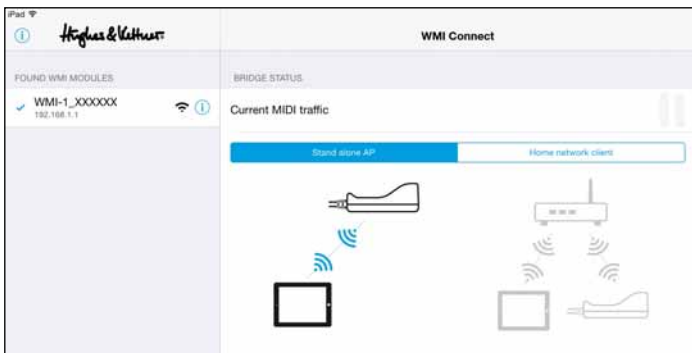 iPad
Hughes & Kettner
WMI Connect
FOUND WMI MODULES
BRIDGE STATUS
WMI-1_XXXXXX
192.168.1.1
Current MIDI traffic
Stand alone AP
Home network client